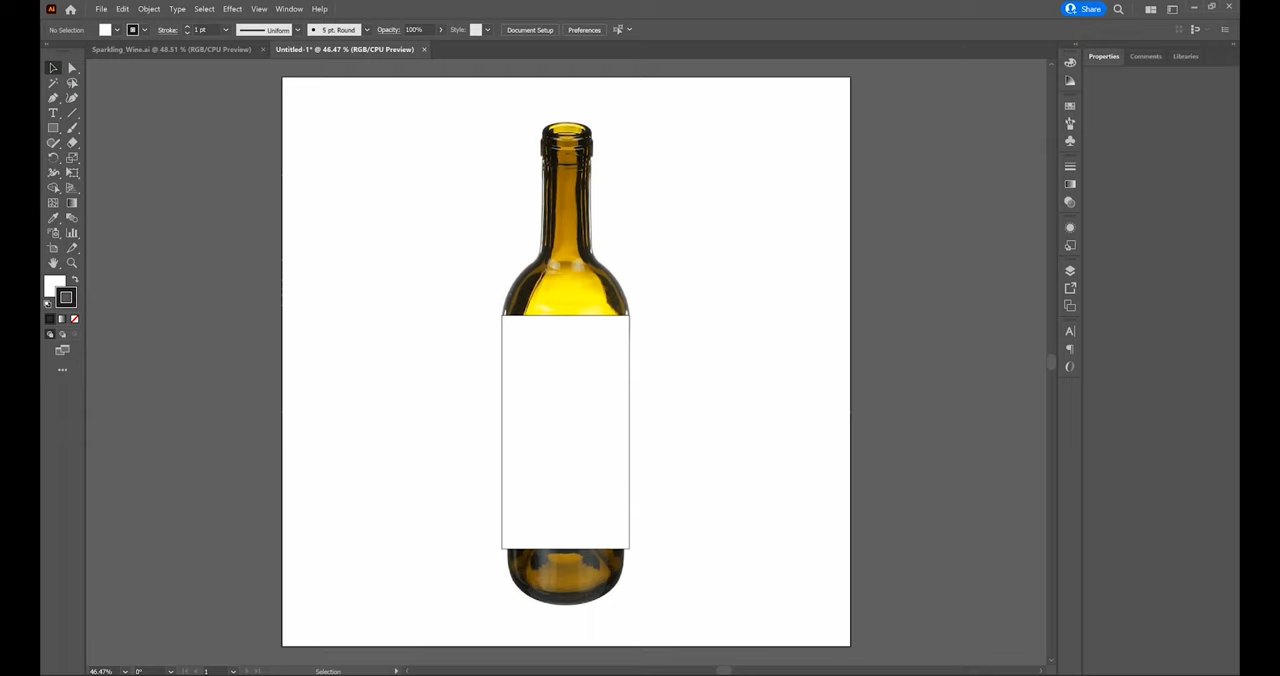 Ai File Edit Object Type Select Effect View Window Help Share
No Selection Stroke: 1 pt Uniform 5 pt. Round Opacity: 100% Style: Document Setup Preferences
Sparkling_Wine.ai @ 48.51 % (RGB/CPU Preview) × Untitled-1* @ 46.47 % (RGB/CPU Preview) ×
Properties Comments Libraries
46.47% 0° 1 Selection